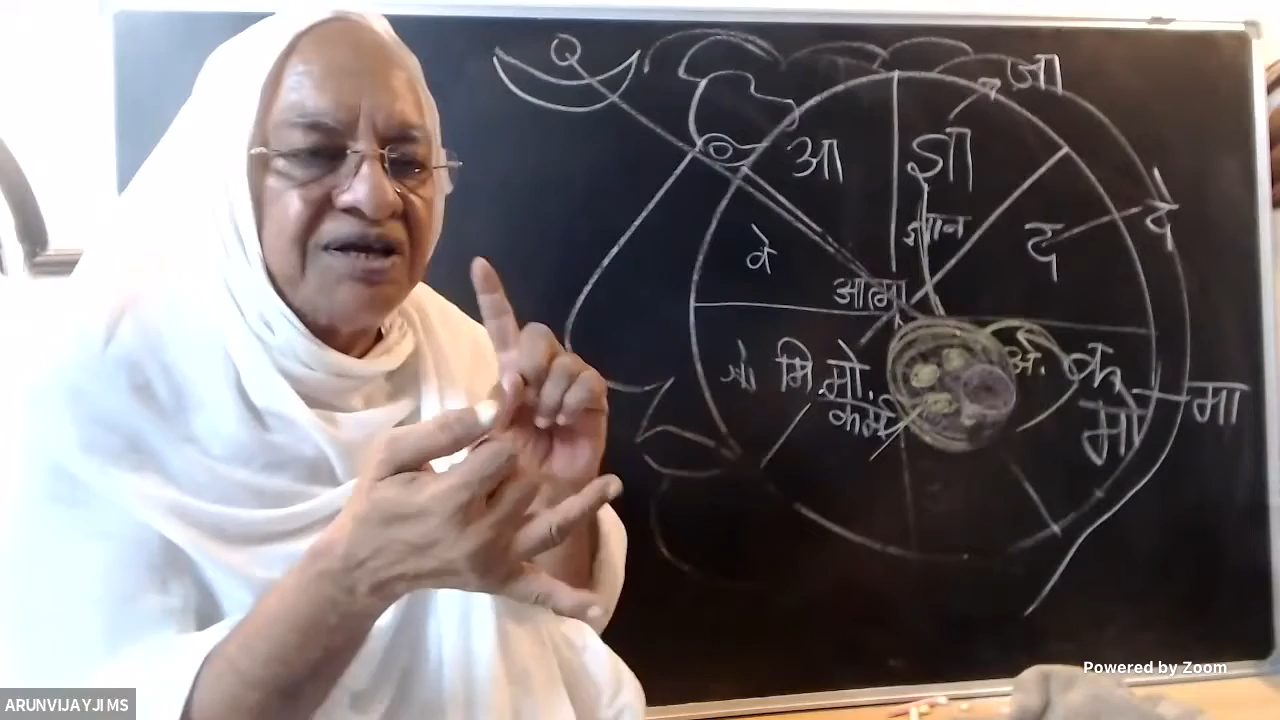 जा
आ
ज्ञा
ज्ञान
द
दे
वे
आत्मा
मि.
मो.
अं.
क
कर्म
मो
मा
Powered by Zoom
ARUNVIJAYJI MS